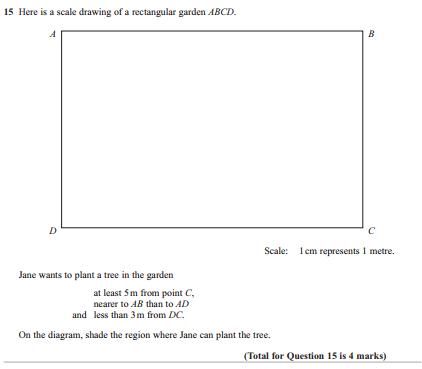 15 Here is a scale drawing of a rectangular garden ABCD.
A
B
D
C
Scale: 1 cm represents 1 metre.
Jane wants to plant a tree in the garden
at least 5 m from point C,
nearer to AB than to AD
and less than 3 m from DC.
On the diagram, shade the region where Jane can plant the tree.
(Total for Question 15 is 4 marks)